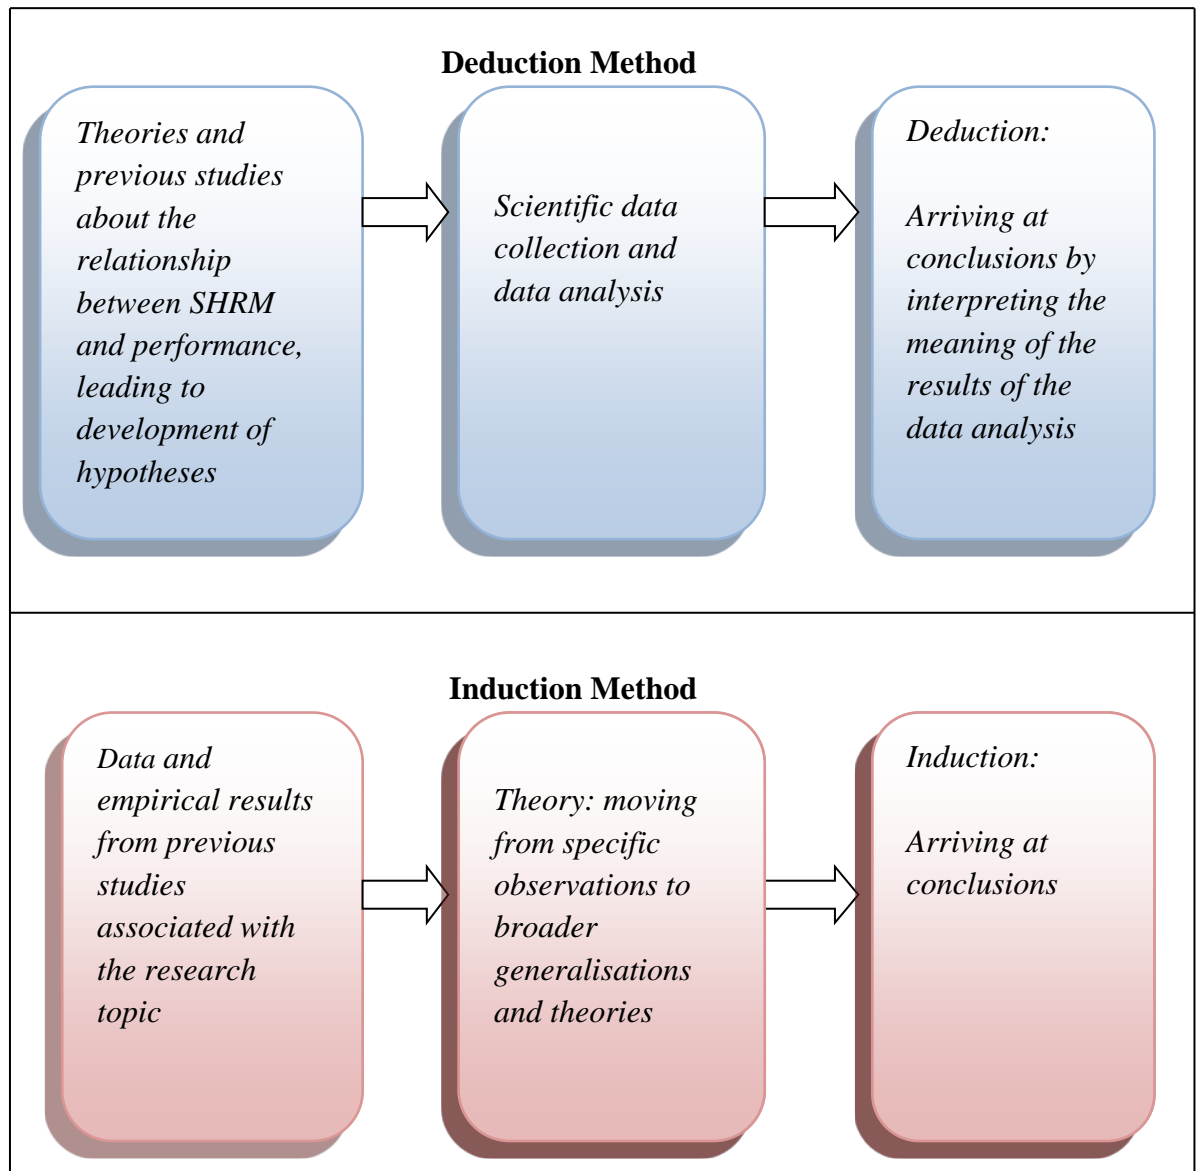 Deduction Method
Theories and
previous studies
about the
relationship
between SHRM
and performance,
leading to
development of
hypotheses
Scientific data
collection and
data analysis
Deduction:
Arriving at
conclusions by
interpreting the
meaning of the
results of the
data analysis
Induction Method
Data and
empirical results
from previous
studies
associated with
the research
topic
Theory: moving
from specific
observations to
broader
generalisations
and theories
Induction:
Arriving at
conclusions